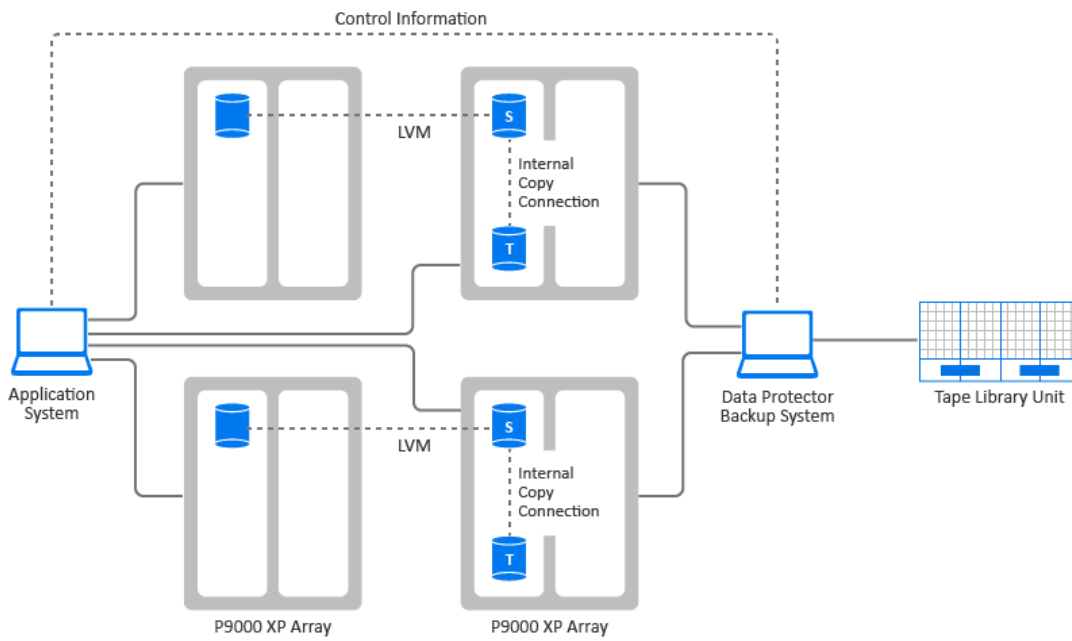 Control Information
S
LVM
Internal
Copy
Connection
T
Application
System
Data Protector
Backup System
Tape Library Unit
S
LVM
Internal
Copy
Connection
T
P9000 XP Array
P9000 XP Array